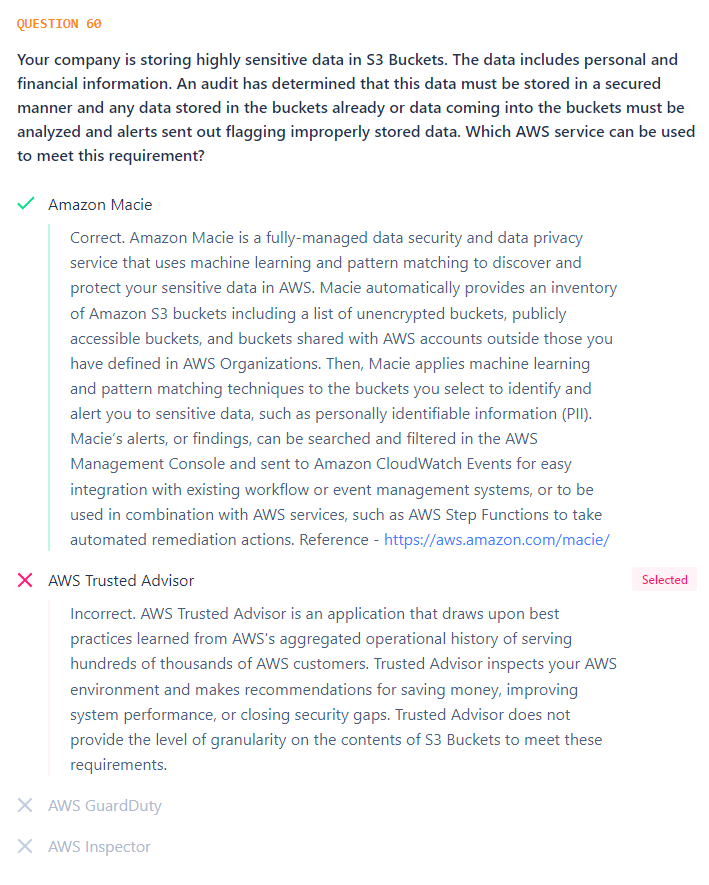 QUESTION 60
Your company is storing highly sensitive data in S3 Buckets. The data includes personal and
financial information. An audit has determined that this data must be stored in a secured
manner and any data stored in the buckets already or data coming into the buckets must be
analyzed and alerts sent out flagging improperly stored data. Which AWS service can be used
to meet this requirement?
Amazon Macie
Correct. Amazon Macie is a fully-managed data security and data privacy
service that uses machine learning and pattern matching to discover and
protect your sensitive data in AWS. Macie automatically provides an inventory
of Amazon S3 buckets including a list of unencrypted buckets, publicly
accessible buckets, and buckets shared with AWS accounts outside those you
have defined in AWS Organizations. Then, Macie applies machine learning
and pattern matching techniques to the buckets you select to identify and
alert you to sensitive data, such as personally identifiable information (PII).
Macie’s alerts, or findings, can be searched and filtered in the AWS
Management Console and sent to Amazon CloudWatch Events for easy
integration with existing workflow or event management systems, or to be
used in combination with AWS services, such as AWS Step Functions to take
automated remediation actions. Reference - https://aws.amazon.com/macie/
AWS Trusted Advisor
Selected
Incorrect. AWS Trusted Advisor is an application that draws upon best
practices learned from AWS's aggregated operational history of serving
hundreds of thousands of AWS customers. Trusted Advisor inspects your AWS
environment and makes recommendations for saving money, improving
system performance, or closing security gaps. Trusted Advisor does not
provide the level of granularity on the contents of S3 Buckets to meet these
requirements.
AWS GuardDuty
AWS Inspector